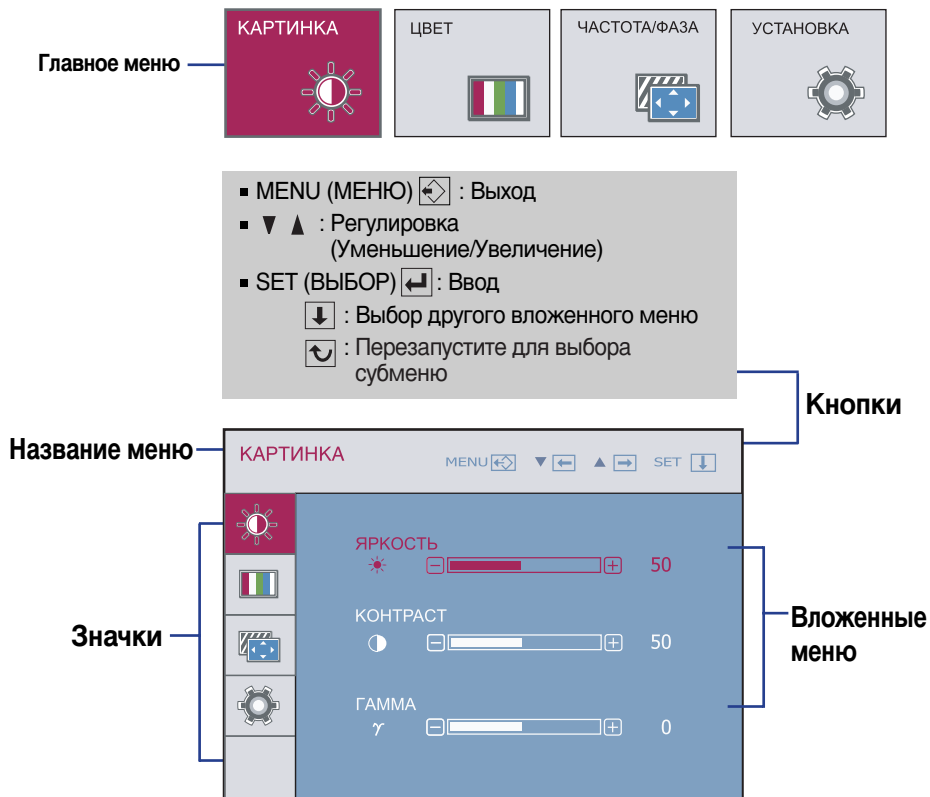 КАРТИНКА
ЦВЕТ
ЧАСТОТА/ФАЗА
УСТАНОВКА
Главное меню
MENU (МЕНЮ) : Выход
▼ ▲ : Регулировка
(Уменьшение/Увеличение)
SET (ВЫБОР) : Ввод
: Выбор другого вложенного меню
: Перезапустите для выбора
субменю
Кнопки
Название меню
КАРТИНКА
MENU ▼ ▲ SET
ЯРКОСТЬ
50
КОНТРАСТ
50
Значки
Вложенные
меню
ГАММА
γ 0